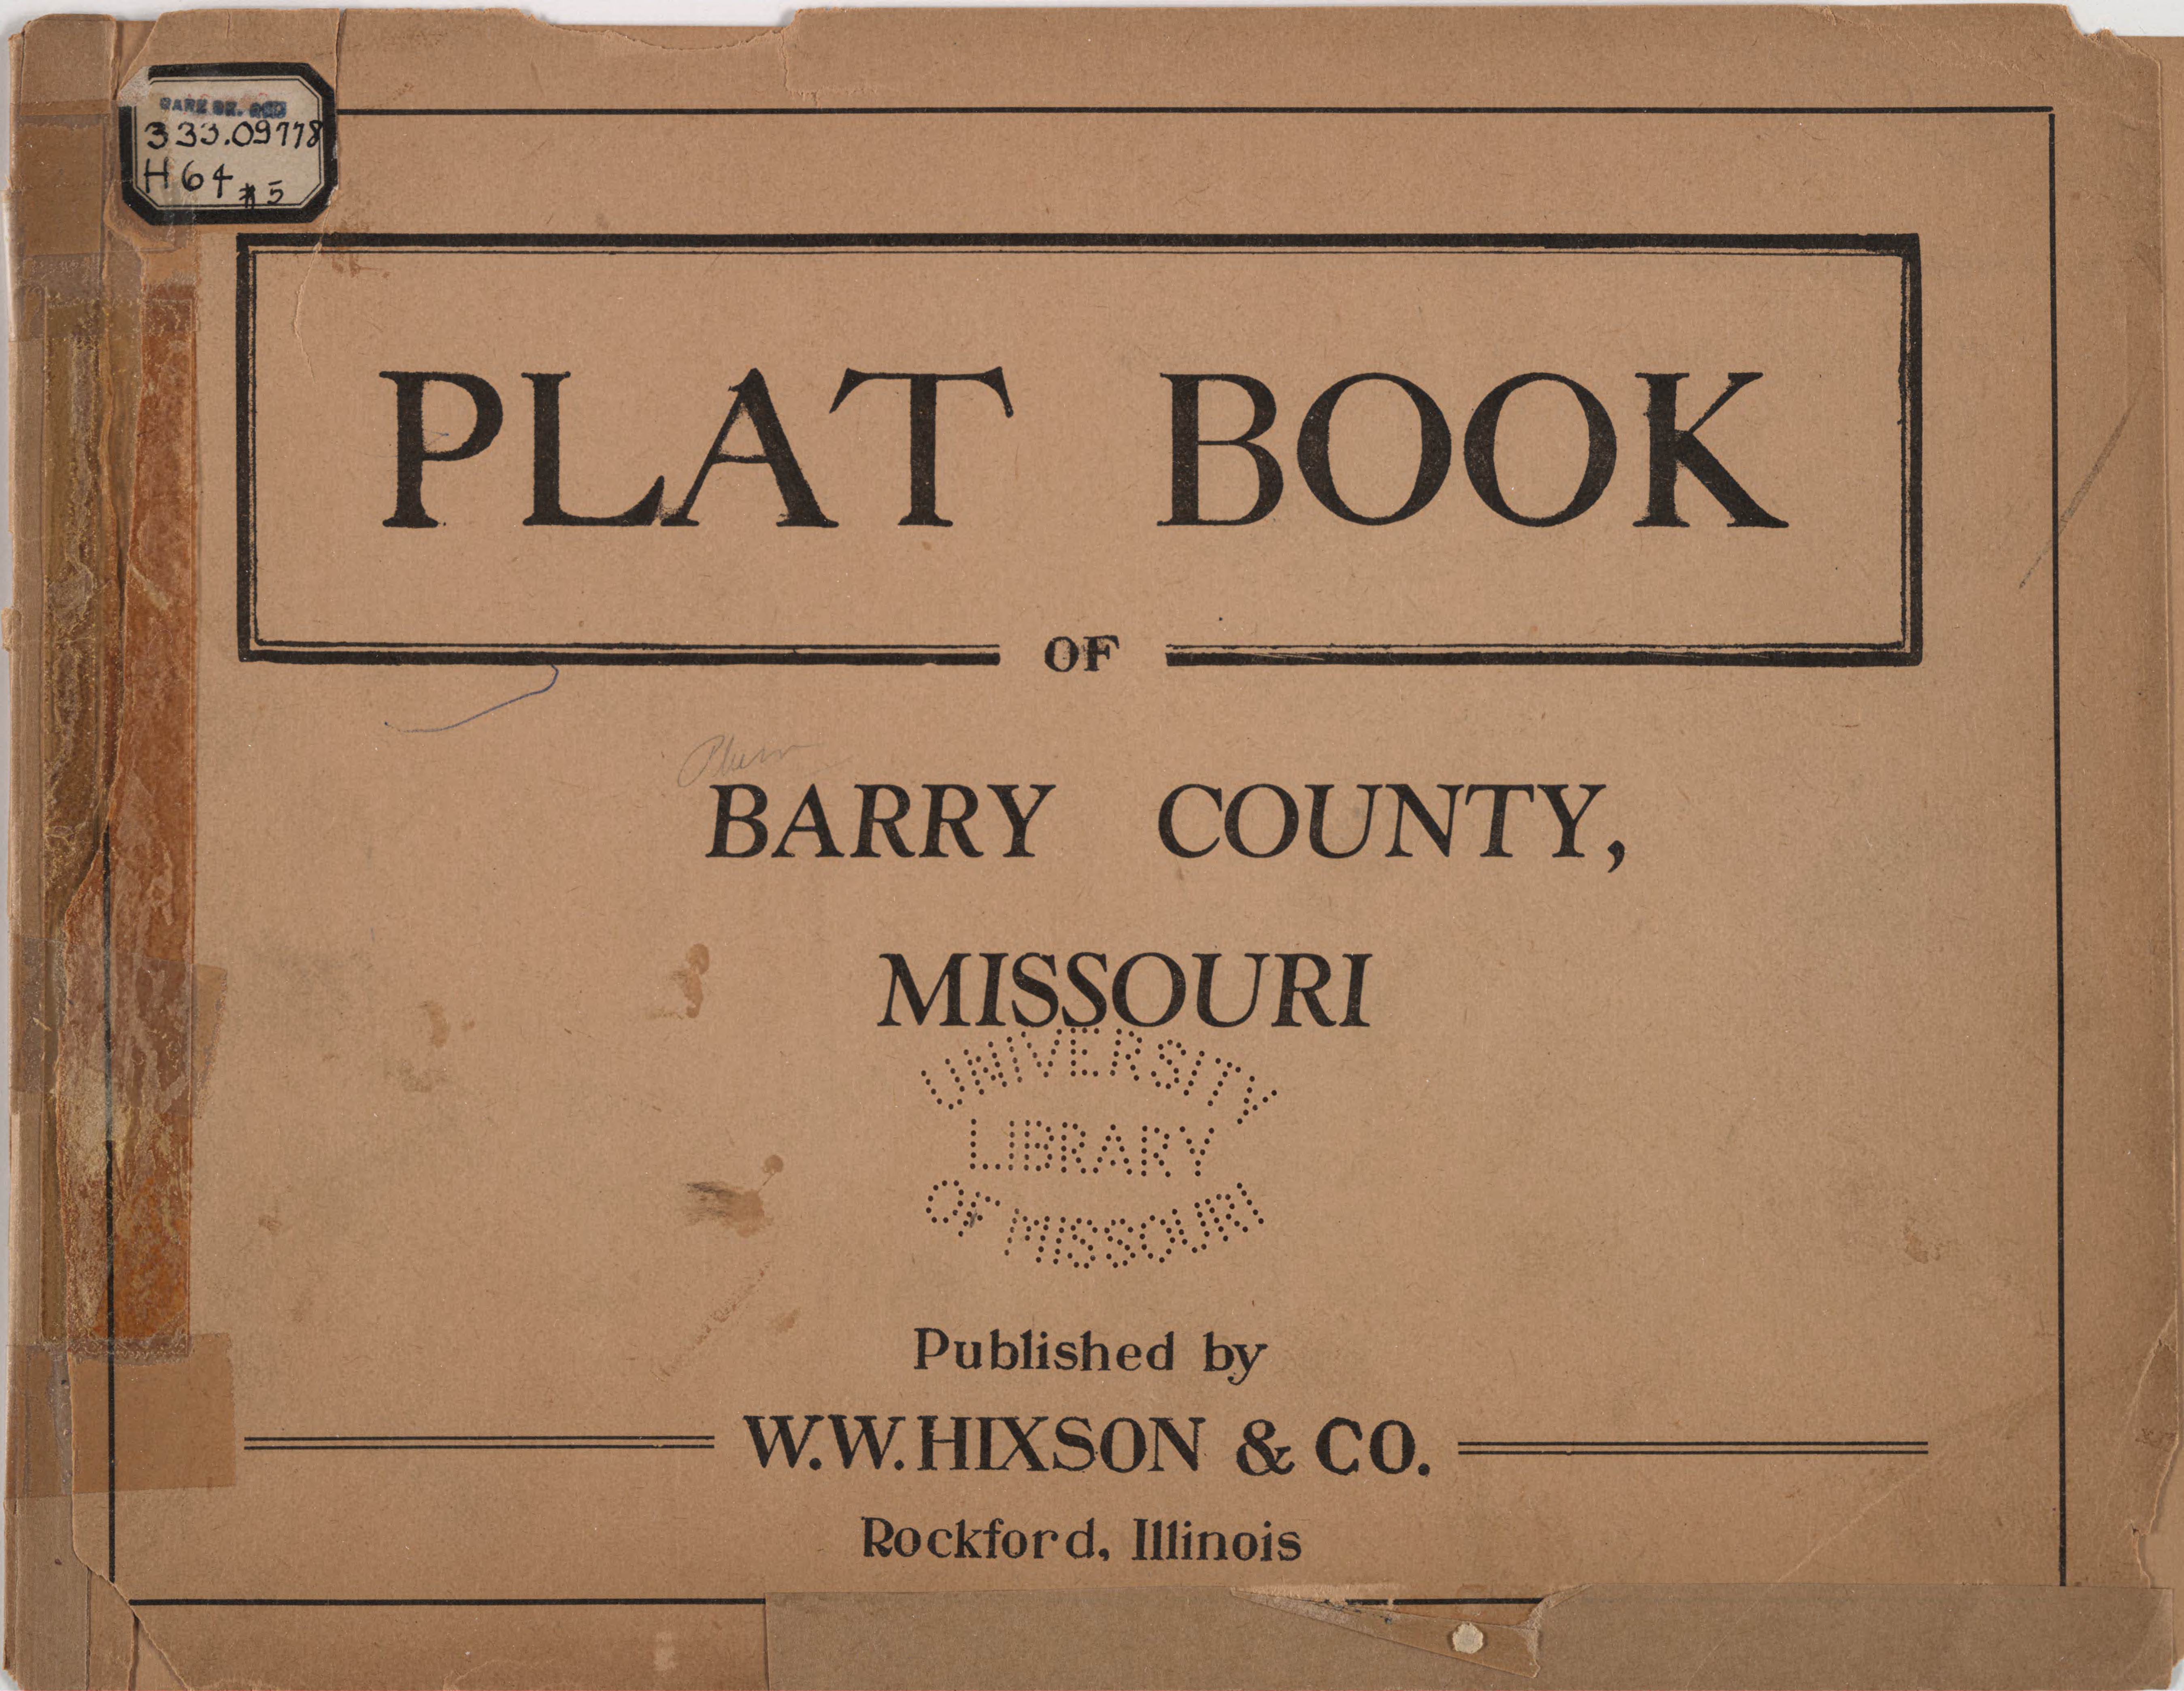 333.09778
H64 #5
PLAT BOOK
OF
BARRY COUNTY,
MISSOURI
UNIVERSITY
LIBRARY
OF MISSOURI
Published by
W.W.HIXSON & CO.
Rockford, Illinois